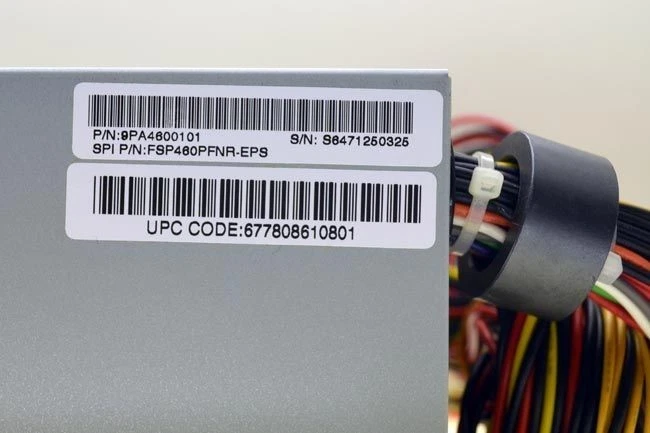 P/N:9PA4600101 S/N: S6471250325
SPI P/N:FSP460PFNR-EPS
UPC CODE:677808610801